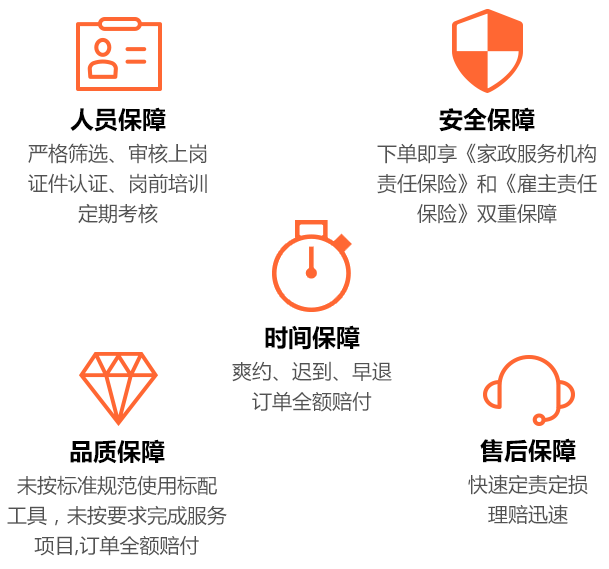 人员保障
严格筛选、审核上岗
证件认证、岗前培训
定期考核
安全保障
下单即享《家政服务机构
责任保险》和《雇主责任
保险》双重保障
时间保障
爽约、迟到、早退
订单全额赔付
品质保障
未按标准规范使用标配
工具，未按要求完成服务
项目,订单全额赔付
售后保障
快速定责定损
理赔迅速